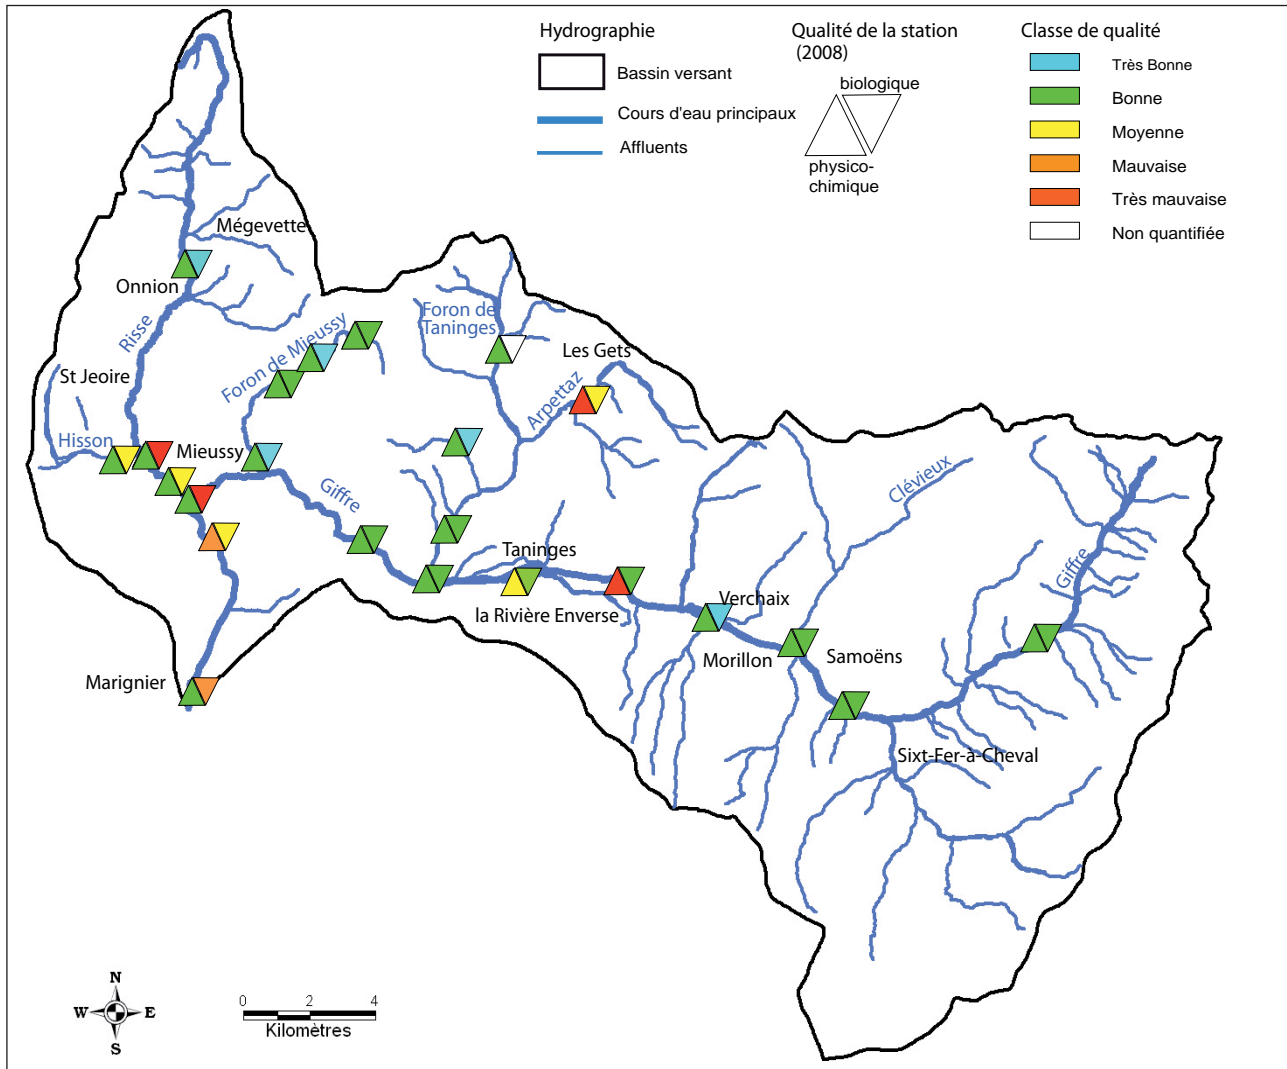 Hydrographie
Bassin versant
Cours d'eau principaux
Affluents
Qualité de la station
(2008)
biologique
physico-
chimique
Classe de qualité
Très Bonne
Bonne
Moyenne
Mauvaise
Très mauvaise
Non quantifiée
Mégevette
Onnion
Risse
St Jeoire
Hisson
Mieussy
Foron de Mieussy
Foron de
Taninges
Les Gets
Arpettaz
Giffre
Taninges
la Rivière Enverse
Verchaix
Morillon
Samoëns
Clévieux
Giffre
Sixt-Fer-à-Cheval
Marignier
N
W
E
S
0 2 4
Kilomètres